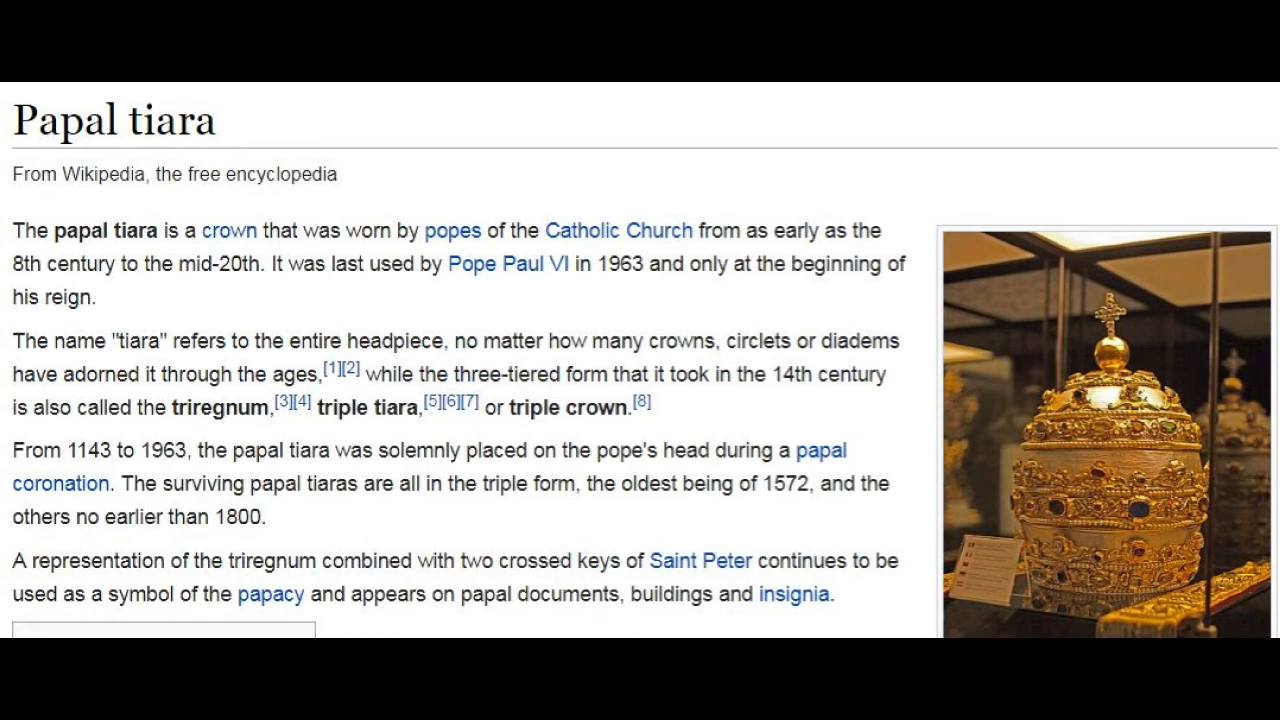 Papal tiara
From Wikipedia, the free encyclopedia
The papal tiara is a crown that was worn by popes of the Catholic Church from as early as the
8th century to the mid-20th. It was last used by Pope Paul VI in 1963 and only at the beginning of
his reign.
The name "tiara" refers to the entire headpiece, no matter how many crowns, circlets or diadems
have adorned it through the ages,[1][2] while the three-tiered form that it took in the 14th century
is also called the triregnum,[3][4] triple tiara,[5][6][7] or triple crown.[8]
From 1143 to 1963, the papal tiara was solemnly placed on the pope's head during a papal
coronation. The surviving papal tiaras are all in the triple form, the oldest being of 1572, and the
others no earlier than 1800.
A representation of the triregnum combined with two crossed keys of Saint Peter continues to be
used as a symbol of the papacy and appears on papal documents, buildings and insignia.